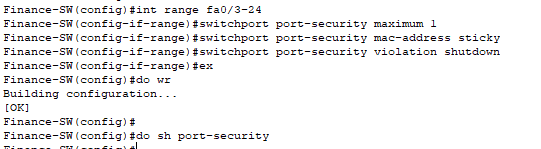 Finance-SW(config)#int range fa0/3-24
Finance-SW(config-if-range)#switchport port-security maximum 1
Finance-SW(config-if-range)#switchport port-security mac-address sticky
Finance-SW(config-if-range)#switchport port-security violation shutdown
Finance-SW(config-if-range)#ex
Finance-SW(config)#do wr
Building configuration...
[OK]
Finance-SW(config)#
Finance-SW(config)#do sh port-security
Finance-SW(config)#